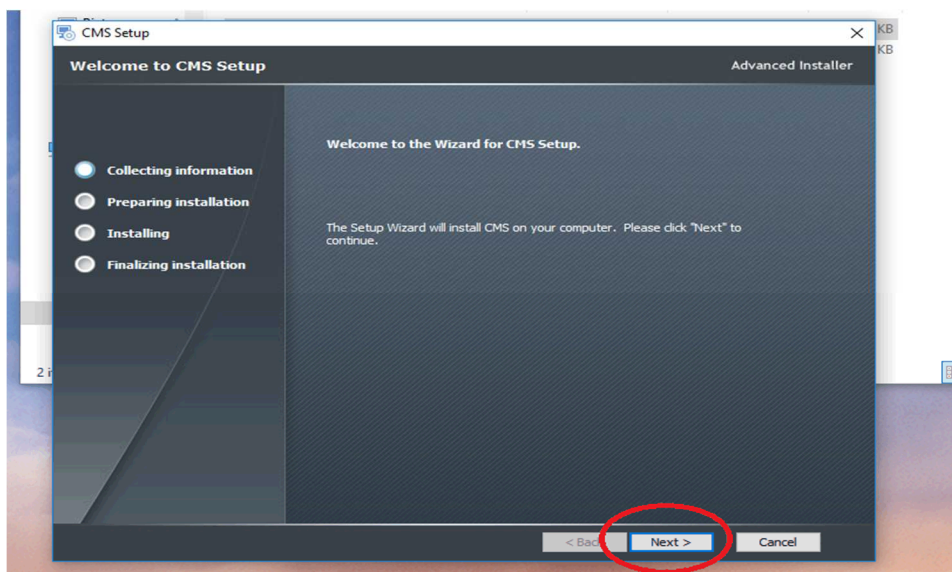 CMS Setup
KB
KB
Welcome to CMS Setup
Advanced Installer
Welcome to the Wizard for CMS Setup.
Collecting information
Preparing installation
The Setup Wizard will install CMS on your computer. Please click "Next" to
continue.
Installing
Finalizing installation
2
Next >
Cancel